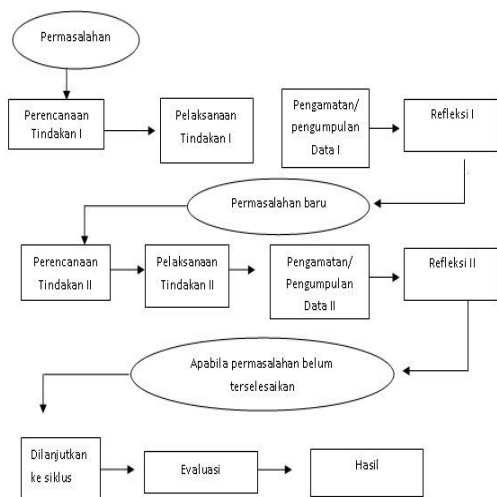 Permasalahan
Perencanaan
Tindakan I
Pelaksanaan
Tindakan I
Pengamatan/
pengumpulan
Data I
Refleksi I
Permasalahan baru
Perencanaan
Tindakan II
Pelaksanaan
Tindakan II
Pengamatan/
Pengumpulan
Data II
Refleksi II
Apabila permasalahan belum
terselesaikan
Dilanjutkan
ke siklus
Evaluasi
Hasil